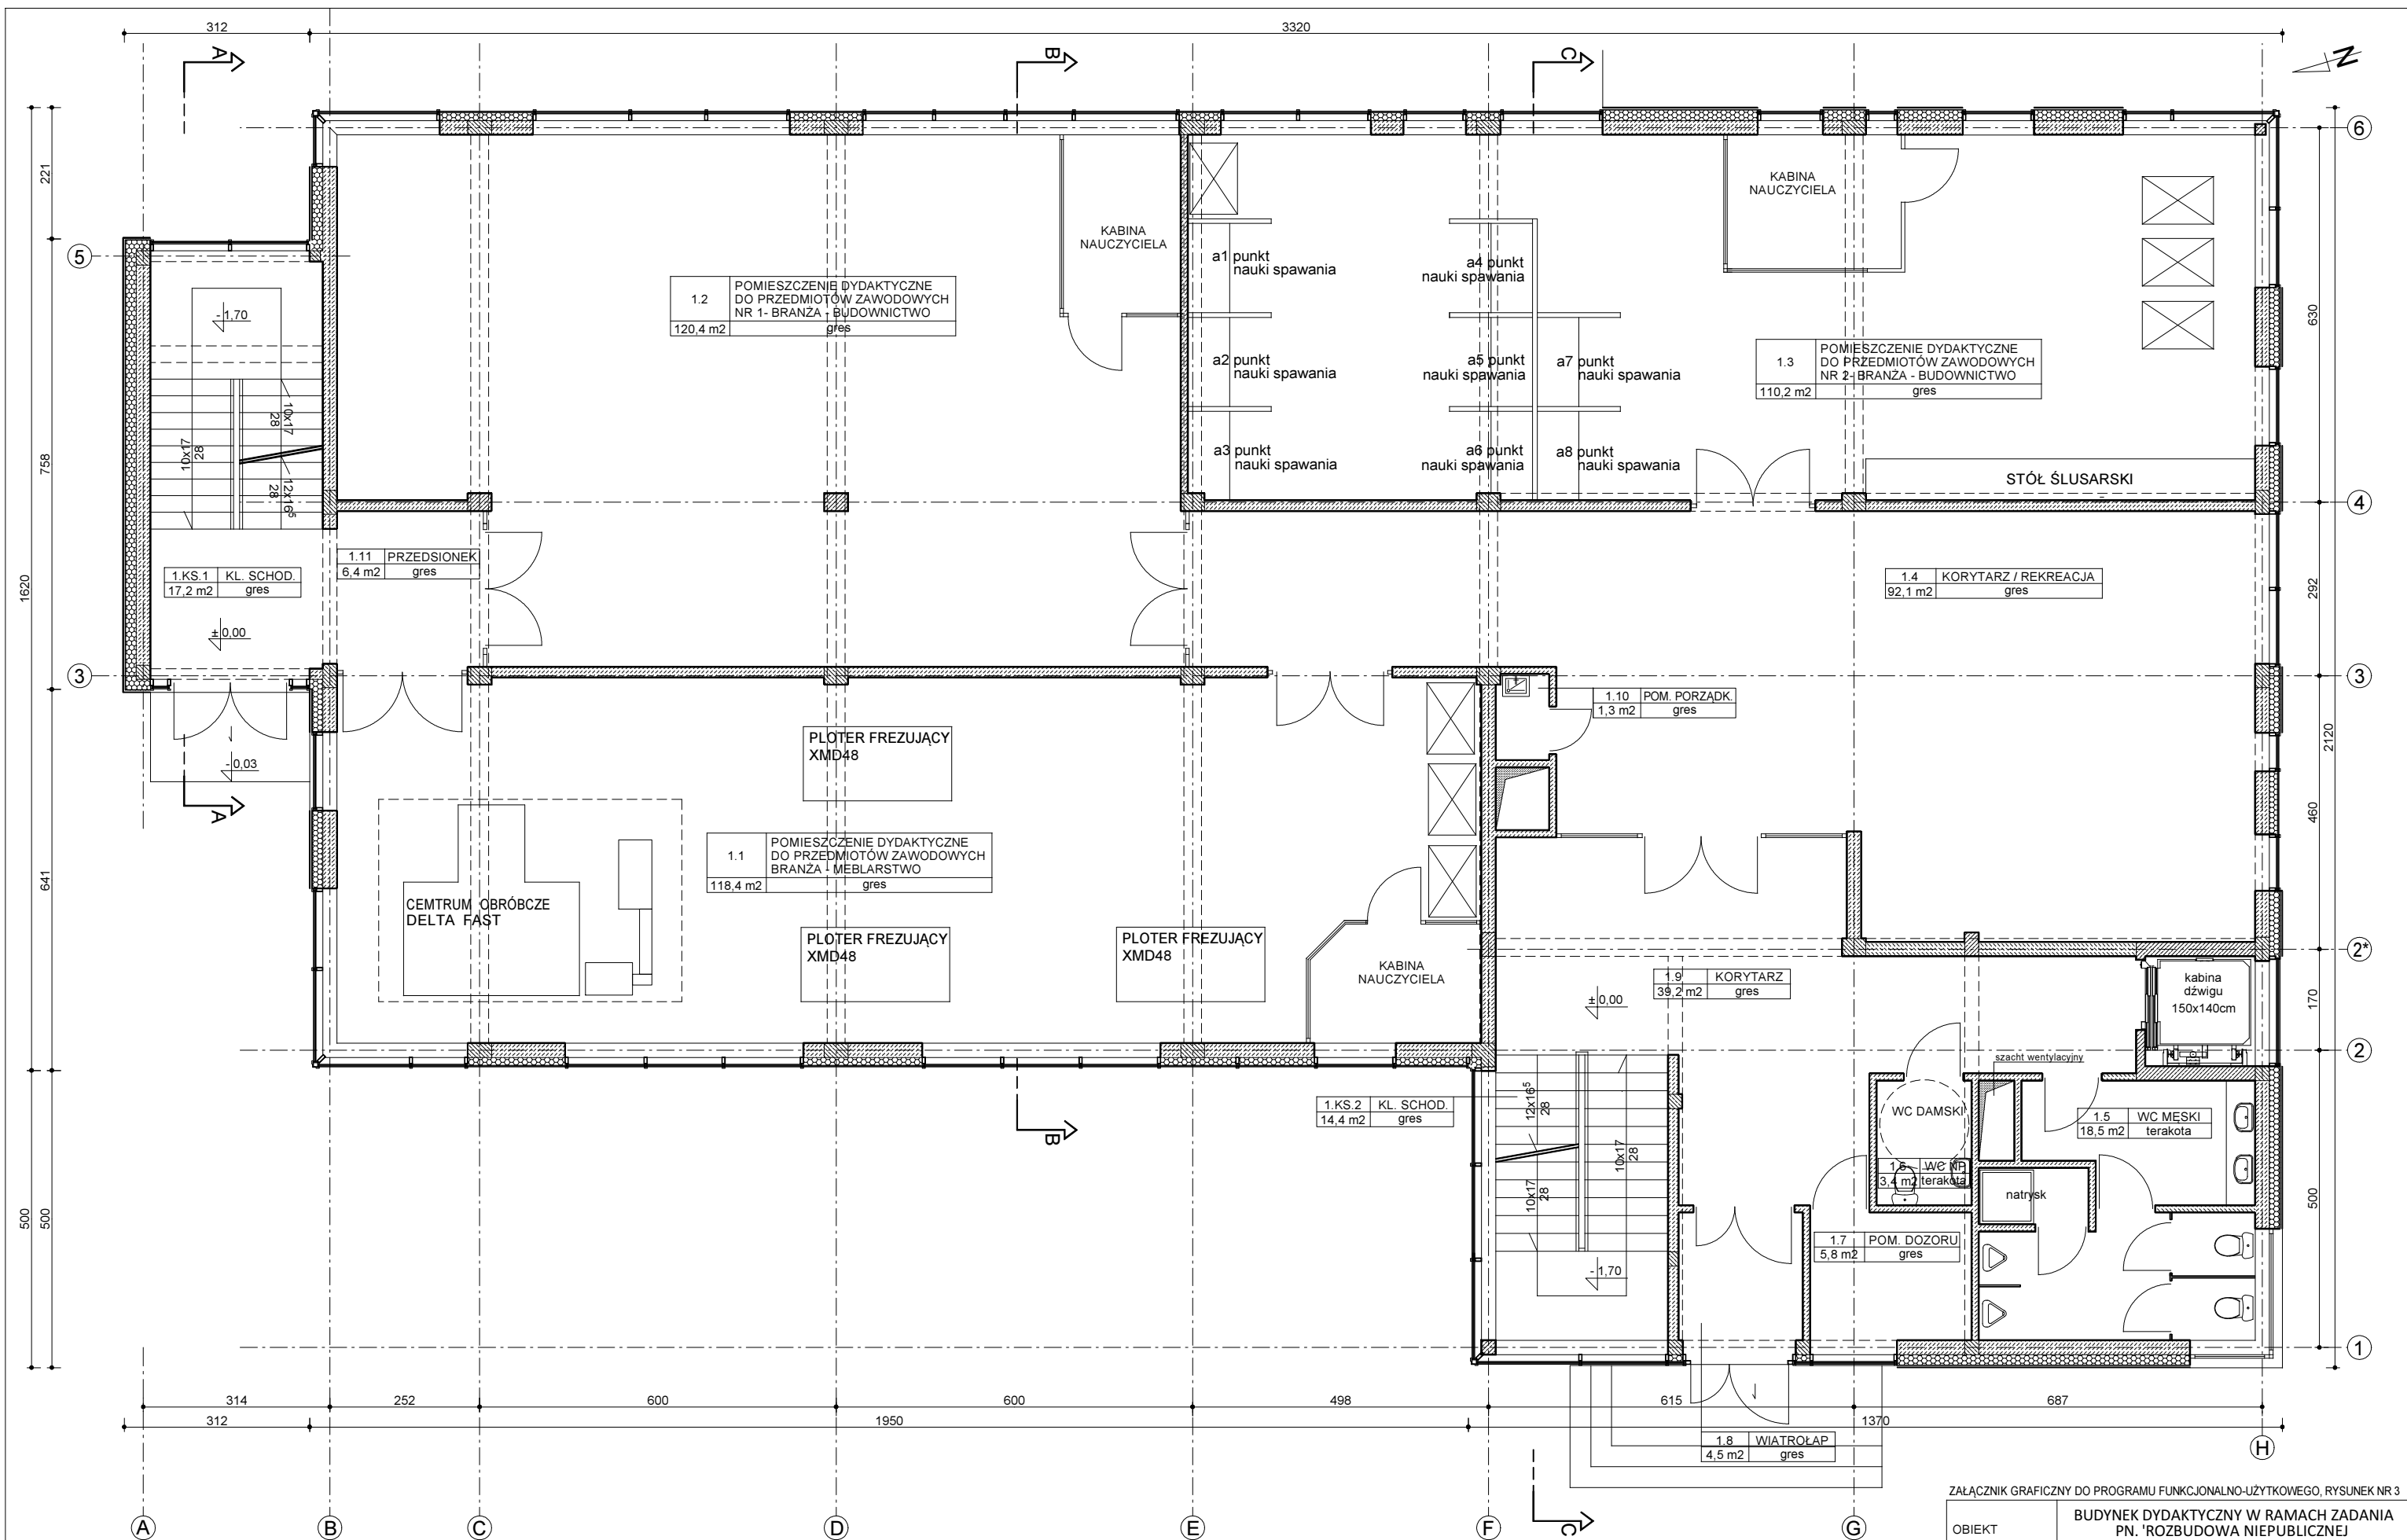 312
3320
A
B
C
N
6
221
KABINA
NAUCZYCIELA
KABINA
NAUCZYCIELA
5
a1 punkt
nauki spawania
a4 punkt
nauki spawania
1.2
POMIESZCZENIE DYDAKTYCZNE
DO PRZEDMIOTÓW ZAWODOWYCH
NR 1- BRANŻA - BUDOWNICTWO
120,4 m2
gres
- 1,70
630
1.3
POMIESZCZENIE DYDAKTYCZNE
DO PRZEDMIOTÓW ZAWODOWYCH
NR 2- BRANŻA - BUDOWNICTWO
110,2 m2
gres
a2 punkt
nauki spawania
a5 punkt
nauki spawania
a7 punkt
nauki spawania
10x17
28
10x17
28
758
a3 punkt
nauki spawania
a6 punkt
nauki spawania
a8 punkt
nauki spawania
STÓŁ ŚLUSARSKI
12x16⁵
28
4
1.11 PRZEDSIONEK
6,4 m2 gres
1.KS.1 KL. SCHOD.
17,2 m2 gres
1.4 KORYTARZ / REKREACJA
92,1 m2 gres
1620
292
± 0,00
3
3
1.10 POM. PORZĄDK.
1,3 m2 gres
PLOTER FREZUJĄCY
XMD48
2120
- 0,03
A
460
1.1
POMIESZCZENIE DYDAKTYCZNE
DO PRZEDMIOTÓW ZAWODOWYCH
BRANŻA - MEBLARSTWO
118,4 m2
gres
641
CEMTRUM OBRÓBCZE
DELTA FAST
PLOTER FREZUJĄCY
XMD48
PLOTER FREZUJĄCY
XMD48
KABINA
NAUCZYCIELA
2*
1.9 KORYTARZ
39,2 m2 gres
± 0,00
kabina
dźwigu
150x140cm
170
2
szacht wentylacyjny
1.KS.2 KL. SCHOD.
14,4 m2 gres
12x16⁵
28
10x17
28
10x17
28
B
WC DAMSKI
1.5 WC MĘSKI
18,5 m2 terakota
1.6 WC NP
3,4 m2 terakota
natrysk
500
500
500
1.7 POM. DOZORU
5,8 m2 gres
- 1,70
1
314
252
600
600
498
615
687
312
1950
1370
1.8 WIATROŁAP
4,5 m2 gres
H
ZAŁĄCZNIK GRAFICZNY DO PROGRAMU FUNKCJONALNO-UŻYTKOWEGO, RYSUNEK NR 3
A
B
C
D
E
F
C
G
OBIEKT
BUDYNEK DYDAKTYCZNY W RAMACH ZADANIA
PN. 'ROZBUDOWA NIEPUBLICZNEJ